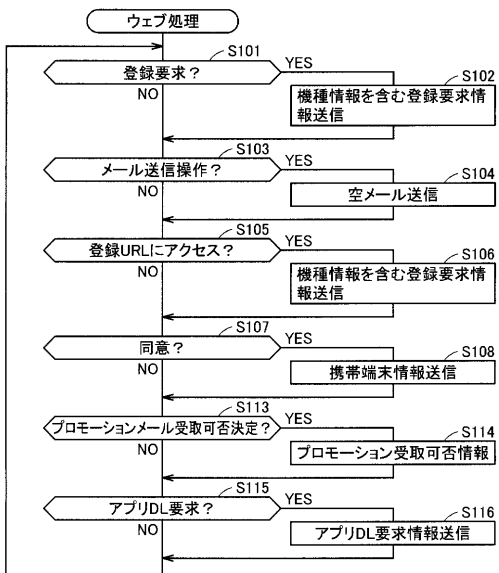 ウェブ処理
S101
登録要求？
YES
NO
S102
機種情報を含む登録要求情
報送信
S103
メール送信操作？
YES
NO
S104
空メール送信
S105
登録URLにアクセス？
YES
NO
S106
機種情報を含む登録要求情
報送信
S107
同意？
YES
NO
S108
携帯端末情報送信
S113
プロモーションメール受取可否決定？
YES
NO
S114
プロモーション受取可否情報
S115
アプリDL要求？
YES
NO
S116
アプリDL要求情報送信